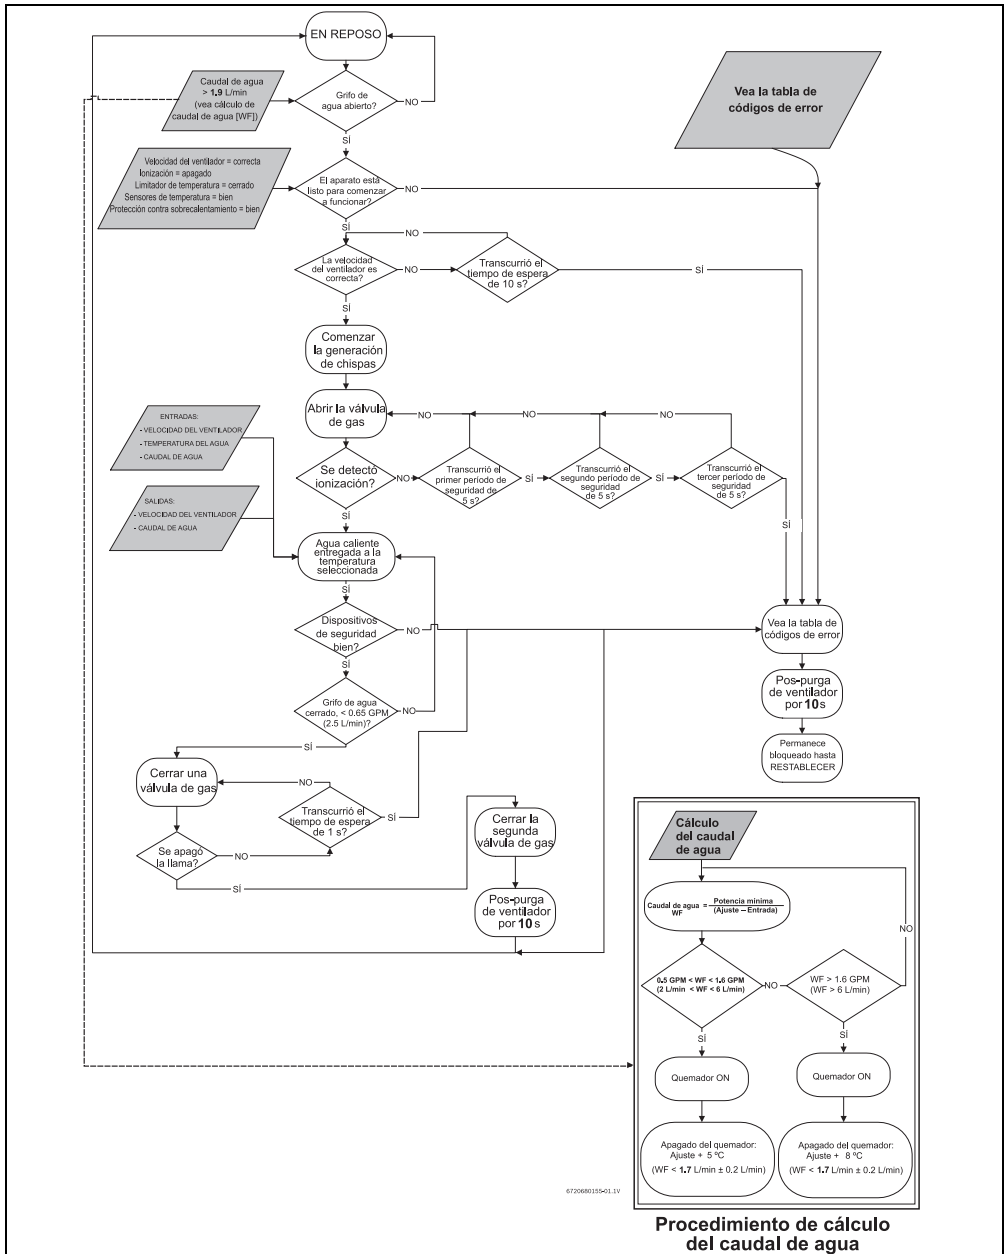 EN REPOSO
Caudal de agua
> 1.9 L/min
(vea cálculo de
caudal de agua [WF])
Grifo de
agua abierto?
NO
SÍ
Vea la tabla de
códigos de error
Velocidad del ventilador = correcta
Ionización = apagado
Limitador de temperatura = cerrado
Sensores de temperatura = bien
Protección contra sobrecalentamiento = bien
El aparato está
listo para comenzar
a funcionar?
NO
SÍ
NO
La velocidad
del ventilador es
correcta?
NO
Transcurrió el
tiempo de espera
de 10 s?
SÍ
SÍ
Comenzar
la generación
de chispas
Abrir la válvula
de gas
NO
NO
NO
ENTRADAS:
- VELOCIDAD DEL VENTILADOR
- TEMPERATURA DEL AGUA
- CAUDAL DE AGUA
Se detectó
ionización?
NO
Transcurrió el
primer período de
seguridad de
5 s?
SÍ
Transcurrió el
segundo período de
seguridad
de 5 s?
SÍ
Transcurrió el
tercer período de
seguridad
de 5 s?
SÍ
SÍ
SALIDAS:
- VELOCIDAD DEL VENTILADOR
- CAUDAL DE AGUA
Agua caliente
entregada a la
temperatura
seleccionada
SÍ
Dispositivos
de seguridad
bien?
NO
SÍ
Vea la tabla de
códigos de error
Pos-purga
de ventilador
por 10 s
Permanece
bloqueado hasta
RESTABLECER
Grifo de agua
cerrado, < 0.65 GPM
(2.5 L/min)?
NO
SÍ
Cerrar una
válvula de gas
NO
Transcurrió el
tiempo de espera
de 1 s?
SÍ
Se apagó
la llama?
NO
SÍ
Cerrar la
segunda
válvula de gas
Pos-purga
de ventilador
por 10 s
Cálculo
del caudal
de agua
Caudal de agua = Potencia mínima
WF (Ajuste – Entrada)
NO
0.5 GPM < WF < 1.6 GPM
(2 L/min < WF < 6 L/min)
NO
WF > 1.6 GPM
(WF > 6 L/min)
SÍ
SÍ
Quemador ON
Quemador ON
Apagado del quemador:
Ajuste + 5 ºC
(WF < 1.7 L/min ± 0.2 L/min)
Apagado del quemador:
Ajuste + 8 ºC
(WF < 1.7 L/min ± 0.2 L/min)
6720680155-01.1V
Procedimiento de cálculo
del caudal de agua